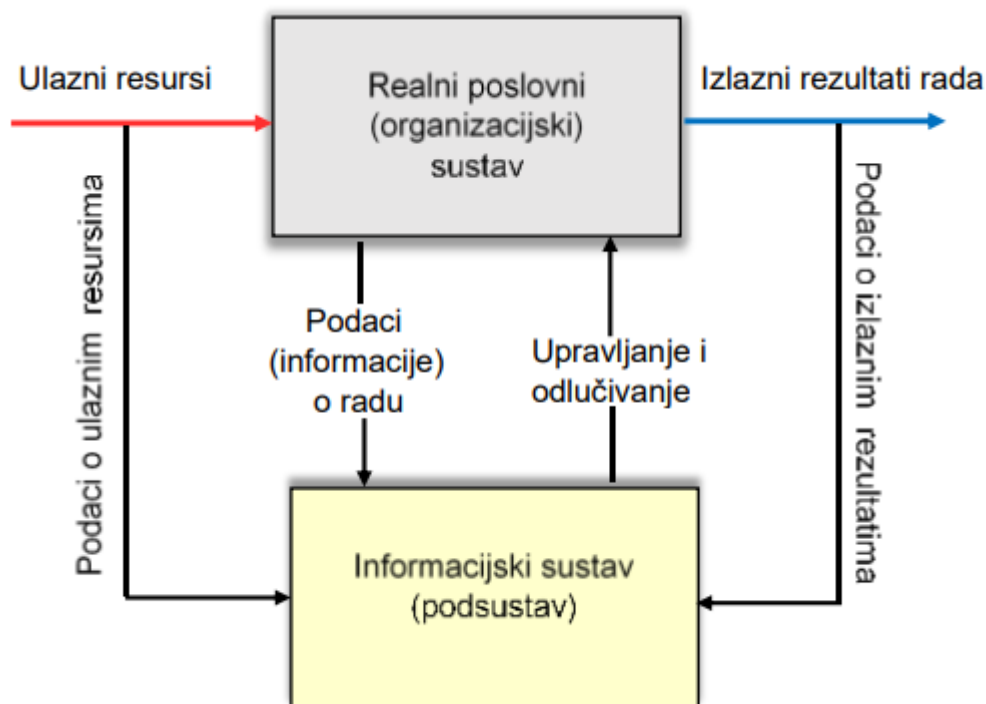 Ulazni resursi
Realni poslovni
(organizacijski)
sustav
Izlazni rezultati rada
Podaci o ulaznim resursima
Podaci
(informacije)
o radu
Upravljanje i
odlučivanje
Podaci o izlaznim rezultatima
Informacijski sustav
(podsustav)